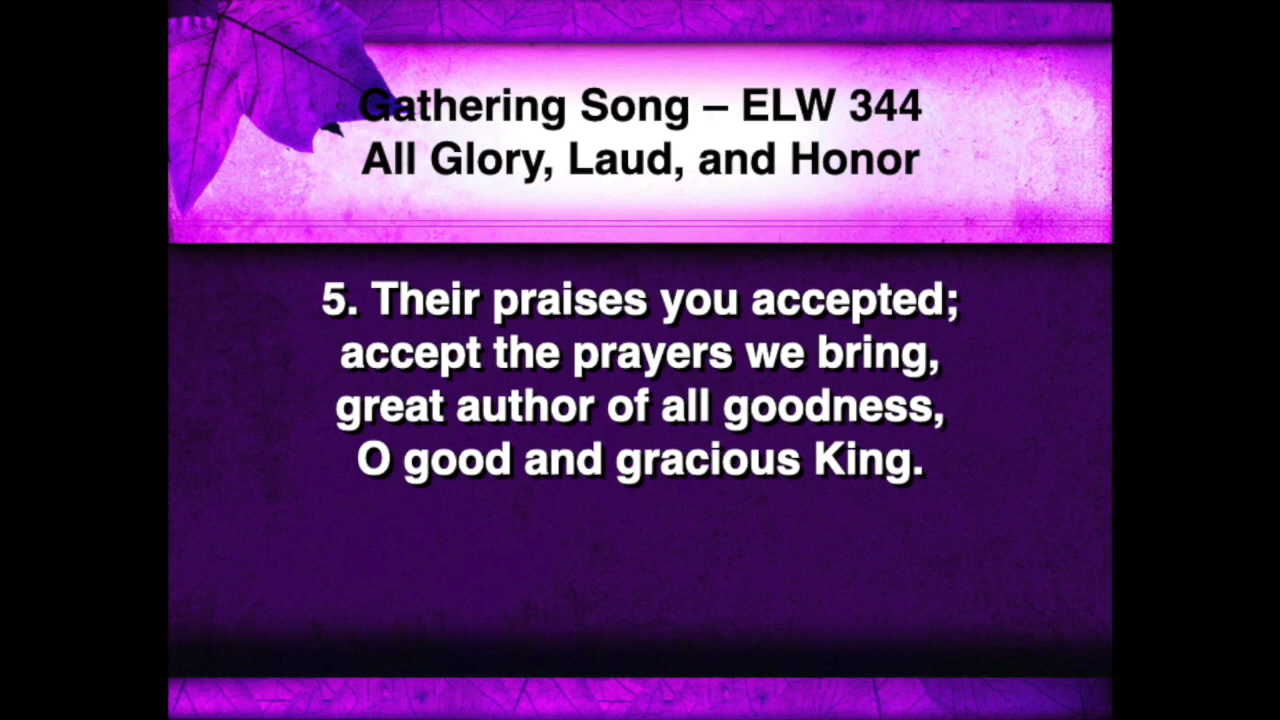 Gathering Song – ELW 344
All Glory, Laud, and Honor
5. Their praises you accepted;
accept the prayers we bring,
great author of all goodness,
O good and gracious King.